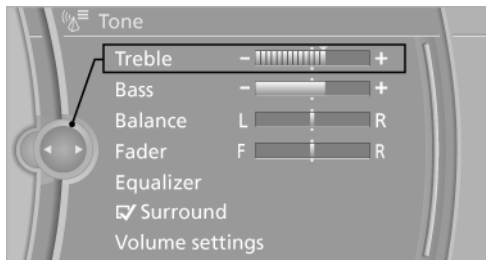 Tone
Treble - +
Bass - +
Balance L R
Fader F R
Equalizer
Surround
Volume settings